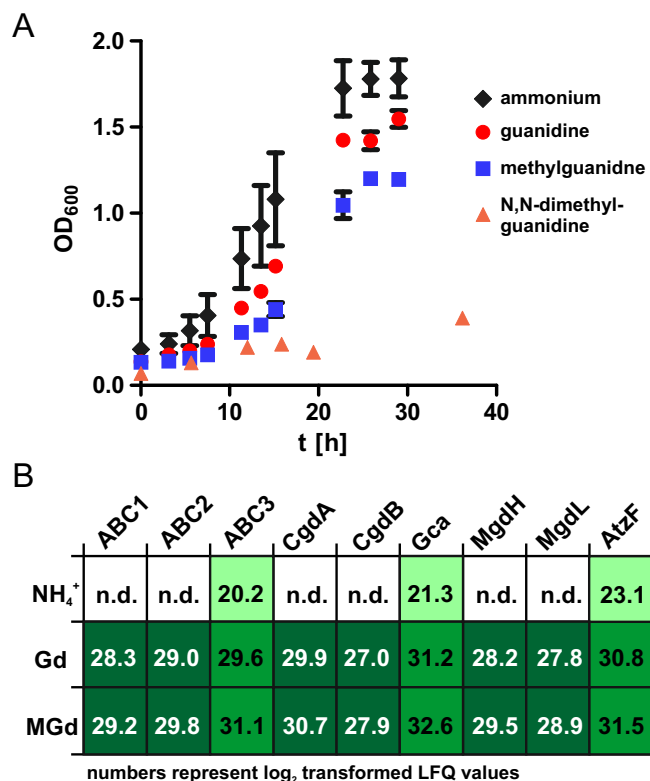 A
2.0
1.5
1.0
0.5
0.0
OD600
0 10 20 30 40
t [h]
ammonium
guanidine
methylguanidne
N,N-dimethyl-
guanidine
B
ABC1 ABC2 ABC3 CgdA CgdB Gca MgdH MgdL AtzF
NH4+ n.d. n.d. 20.2 n.d. n.d. 21.3 n.d. n.d. 23.1
Gd 28.3 29.0 29.6 29.9 27.0 31.2 28.2 27.8 30.8
MGd 29.2 29.8 31.1 30.7 27.9 32.6 29.5 28.9 31.5
numbers represent log2 transformed LFQ values